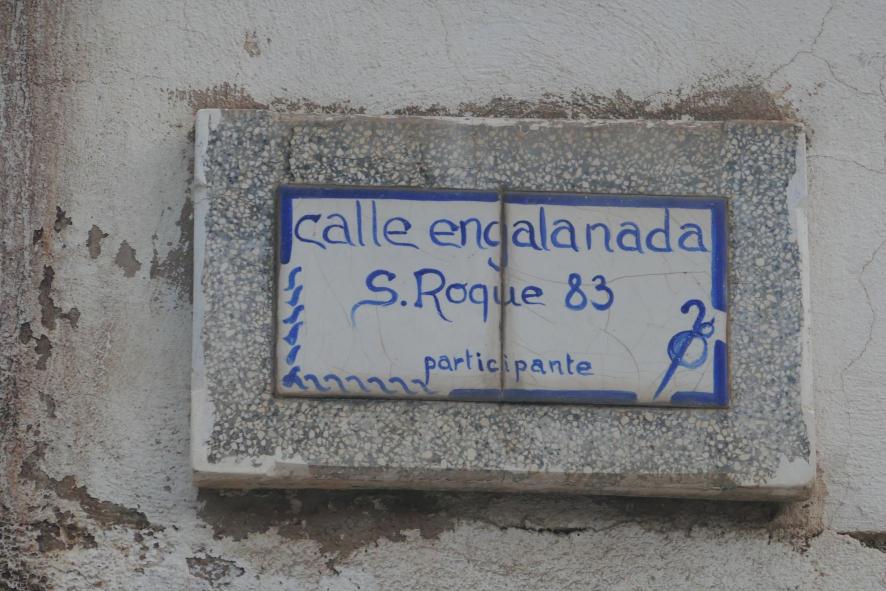 calle engalanada
S. Roque 83
participante